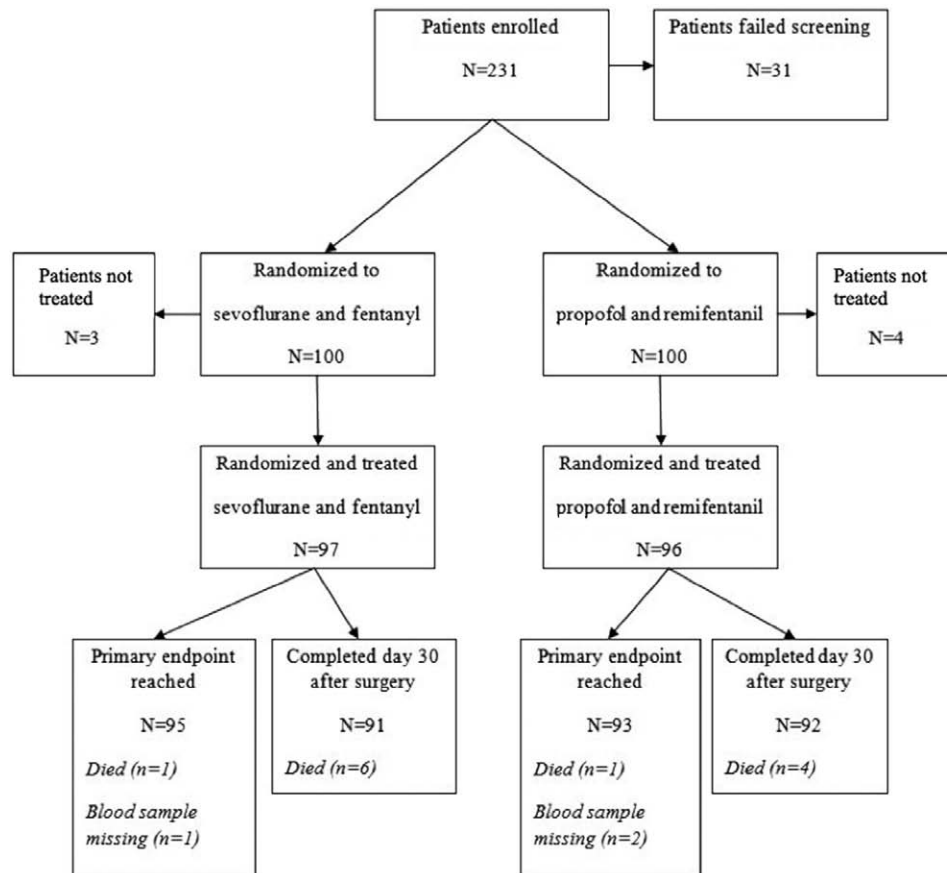 Patients enrolled
N=231
Patients failed screening
N=31
Patients not
treated
N=3
Randomized to
sevoflurane and fentanyl
N=100
Randomized to
propofol and remifentanil
N=100
Patients not
treated
N=4
Randomized and treated
sevoflurane and fentanyl
N=97
Randomized and treated
propofol and remifentanil
N=96
Primary endpoint
reached
N=95
Died (n=1)
Blood sample
missing (n=1)
Completed day 30
after surgery
N=91
Died (n=6)
Primary endpoint
reached
N=93
Died (n=1)
Blood sample
missing (n=2)
Completed day 30
after surgery
N=92
Died (n=4)